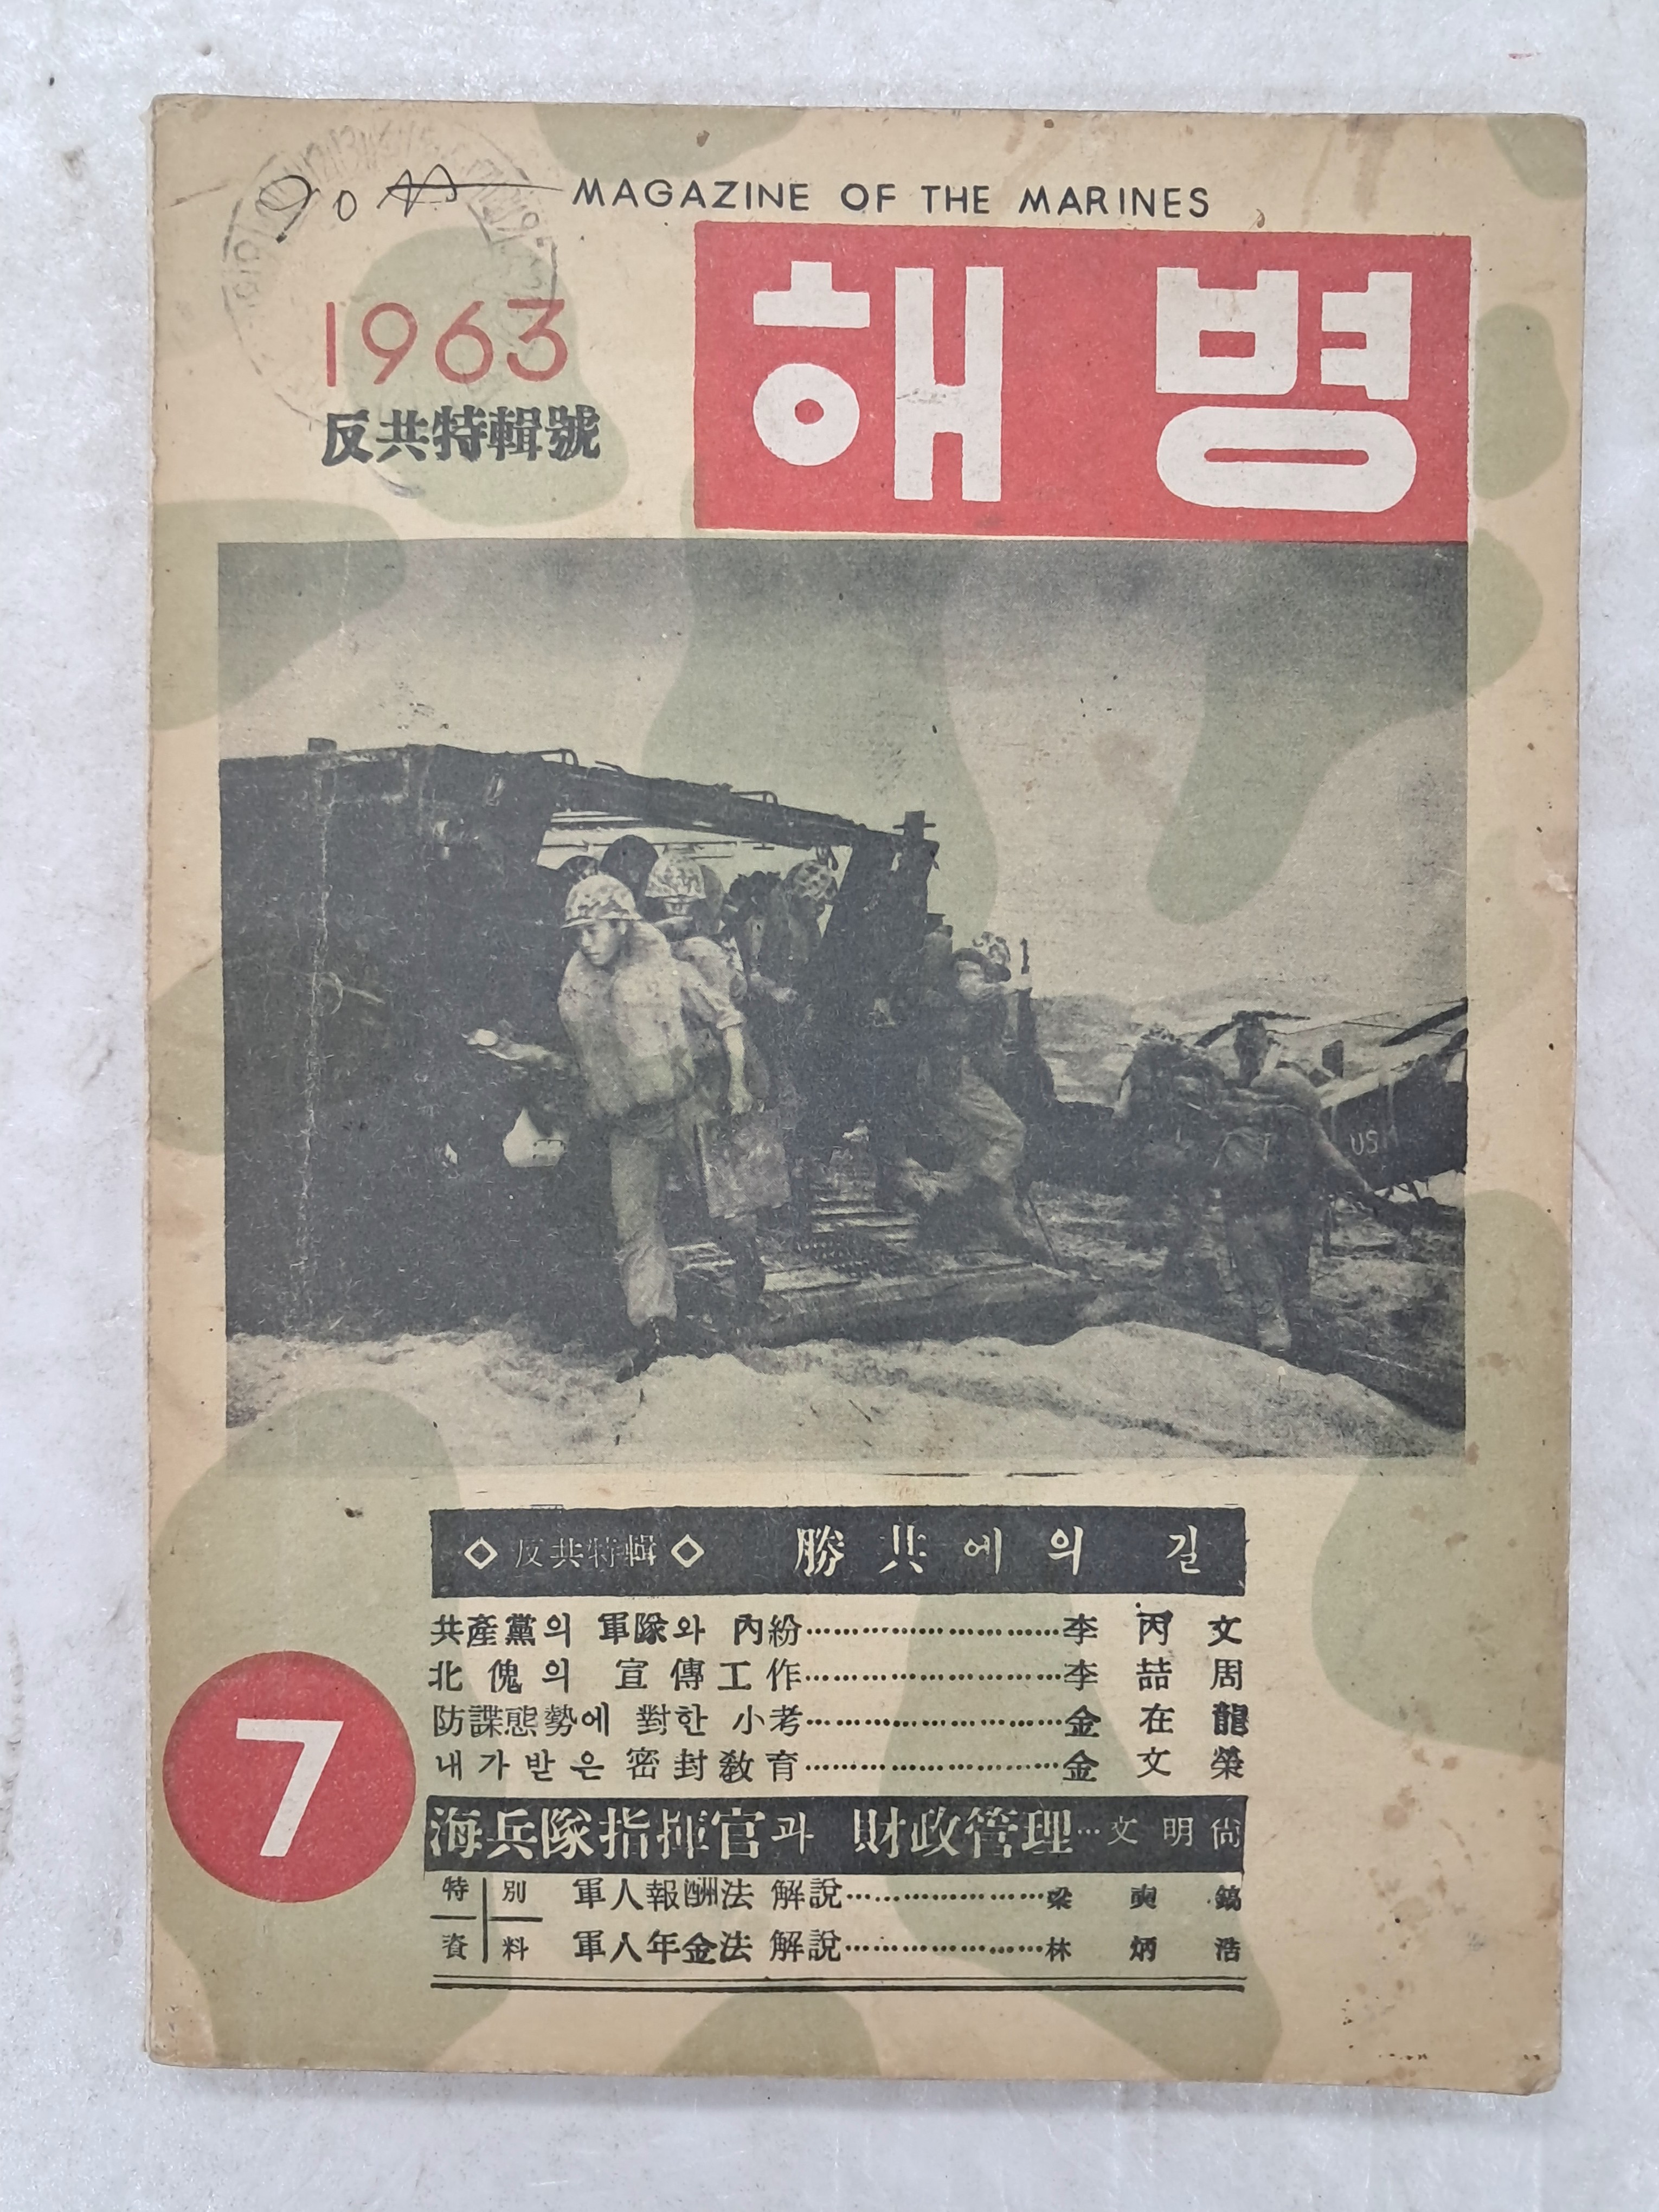 MAGAZINE OF THE MARINES
해병
1963
反共特輯號
USM
◇反共特輯◇ 勝共에의 길
共産黨의 軍隊와 內紛……………………李丙文
北傀의 宣傳工作……………………李喆周
防諜態勢에 對한 小考……………………金在龍
내가받은 密封敎育……………………金文榮
海兵隊指揮官과 財政管理…文明尙
特別資料
軍人報酬法 解說………………梁奭鎬
軍人年金法 解說………………林炳浩
7